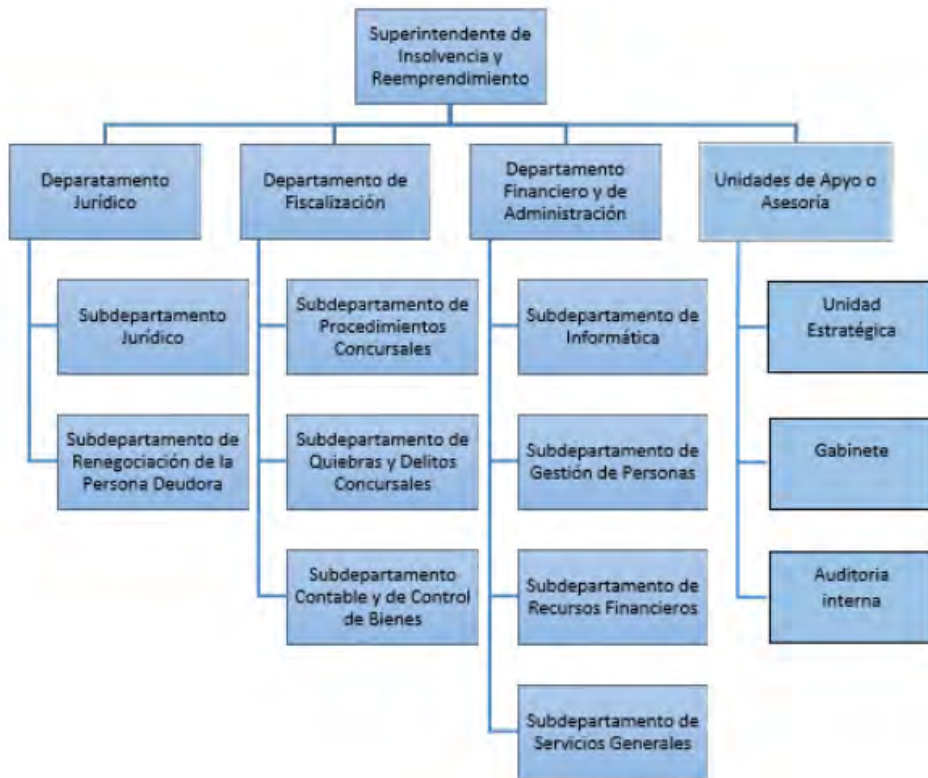 Superintendente de
Insolvencia y
Reemprendimiento
Deparatamento
Jurídico
Subdepartamento
Jurídico
Subdepartamento de
Renegociación de la
Persona Deudora
Departamento de
Fiscalización
Subdepartamento de
Procedimientos
Concursales
Subdepartamento de
Quiebras y Delitos
Concursales
Subdepartamento
Contable y de Control
de Bienes
Departamento
Financiero y de
Administración
Subdepartamento de
Informática
Subdepartamento de
Gestión de Personas
Subdepartamento de
Recursos Financieros
Subdepartamento de
Servicios Generales
Unidades de Apyo o
Asesoría
Unidad
Estratégica
Gabinete
Auditoria
interna